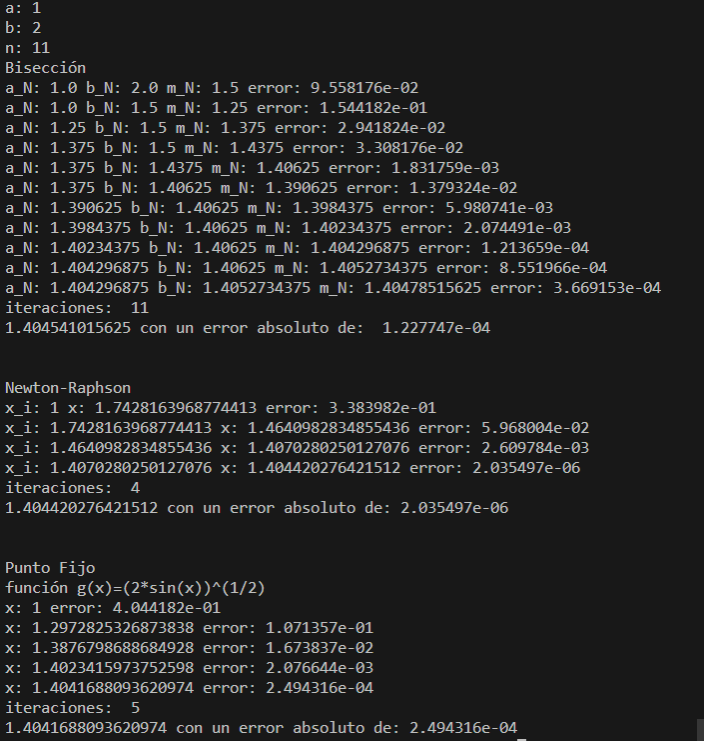 a: 1
b: 2
n: 11
Bisección
a_N: 1.0 b_N: 2.0 m_N: 1.5 error: 9.558176e-02
a_N: 1.0 b_N: 1.5 m_N: 1.25 error: 1.544182e-01
a_N: 1.25 b_N: 1.5 m_N: 1.375 error: 2.941824e-02
a_N: 1.375 b_N: 1.5 m_N: 1.4375 error: 3.308176e-02
a_N: 1.375 b_N: 1.4375 m_N: 1.40625 error: 1.831759e-03
a_N: 1.375 b_N: 1.40625 m_N: 1.390625 error: 1.379324e-02
a_N: 1.390625 b_N: 1.40625 m_N: 1.3984375 error: 5.980741e-03
a_N: 1.3984375 b_N: 1.40625 m_N: 1.40234375 error: 2.074491e-03
a_N: 1.40234375 b_N: 1.40625 m_N: 1.404296875 error: 1.213659e-04
a_N: 1.404296875 b_N: 1.40625 m_N: 1.4052734375 error: 8.551966e-04
a_N: 1.404296875 b_N: 1.4052734375 m_N: 1.40478515625 error: 3.669153e-04
iteraciones:  11
1.404541015625 con un error absoluto de:  1.227747e-04
Newton-Raphson
x_i: 1 x: 1.7428163968774413 error: 3.383982e-01
x_i: 1.7428163968774413 x: 1.4640982834855436 error: 5.968004e-02
x_i: 1.4640982834855436 x: 1.4070280250127076 error: 2.609784e-03
x_i: 1.4070280250127076 x: 1.404420276421512 error: 2.035497e-06
iteraciones:  4
1.404420276421512 con un error absoluto de: 2.035497e-06
Punto Fijo
función g(x)=(2*sin(x))^(1/2)
x: 1 error: 4.044182e-01
x: 1.2972825326873838 error: 1.071357e-01
x: 1.3876798688684928 error: 1.673837e-02
x: 1.4023415973752598 error: 2.076644e-03
x: 1.4041688093620974 error: 2.494316e-04
iteraciones:  5
1.4041688093620974 con un error absoluto de: 2.494316e-04